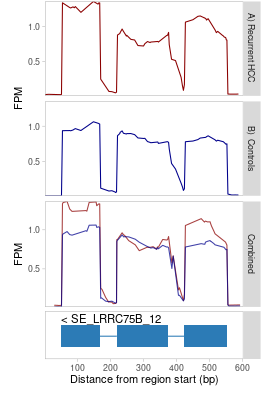 FPM
1.0
0.5
A) Recurrent HCC
1.0
0.5
B): Controls
FPM
1.0
0.5
Combined
< SE_LRRC75B_12
100 200 300 400 500 600
Distance from region start (bp)